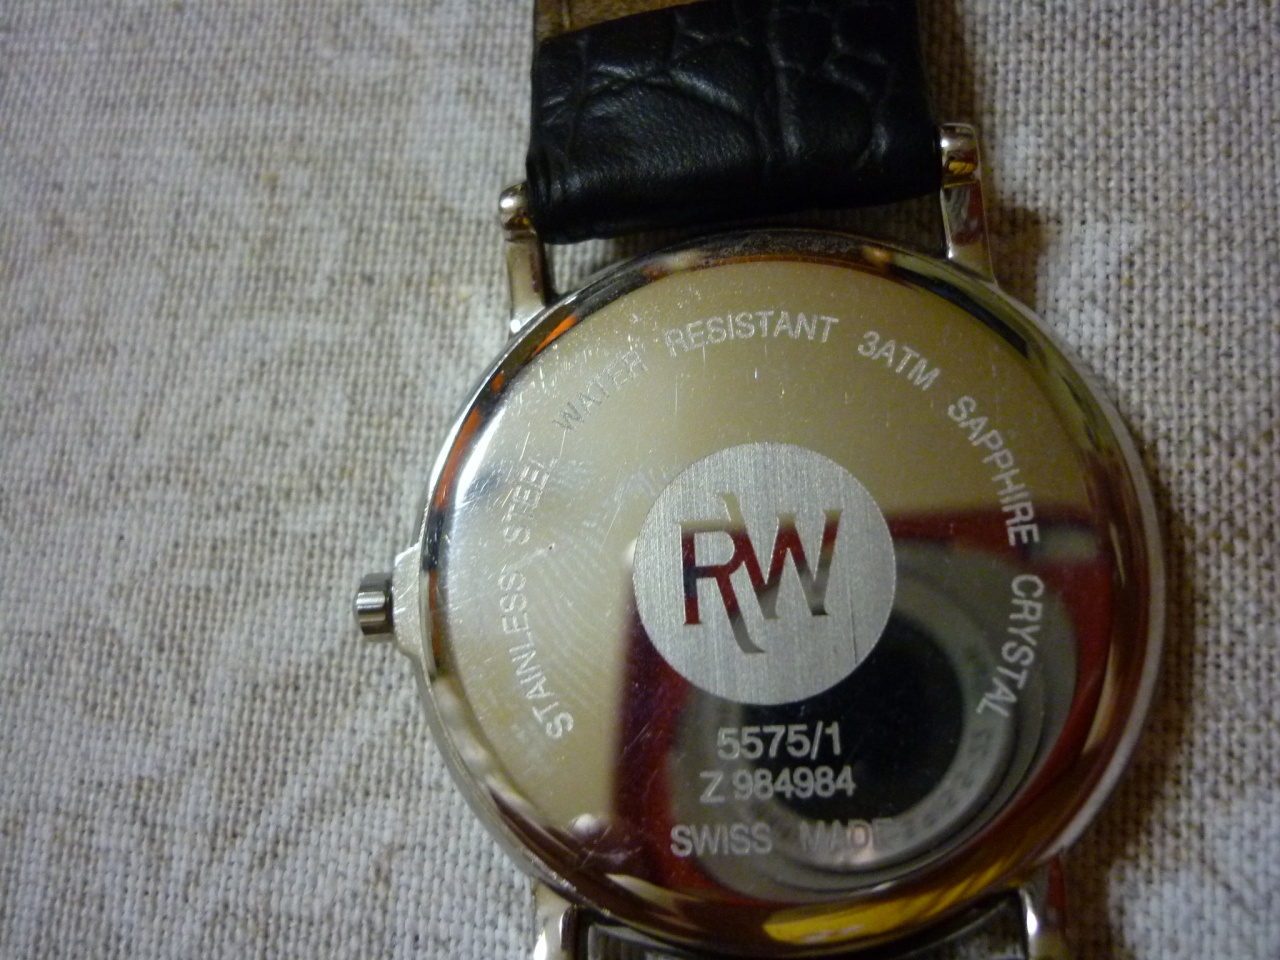 STAINLESS STEEL WATER RESISTANT 3ATM SAPPHIRE CRYSTAL
RW
5575/1
Z 984984
SWISS MADE